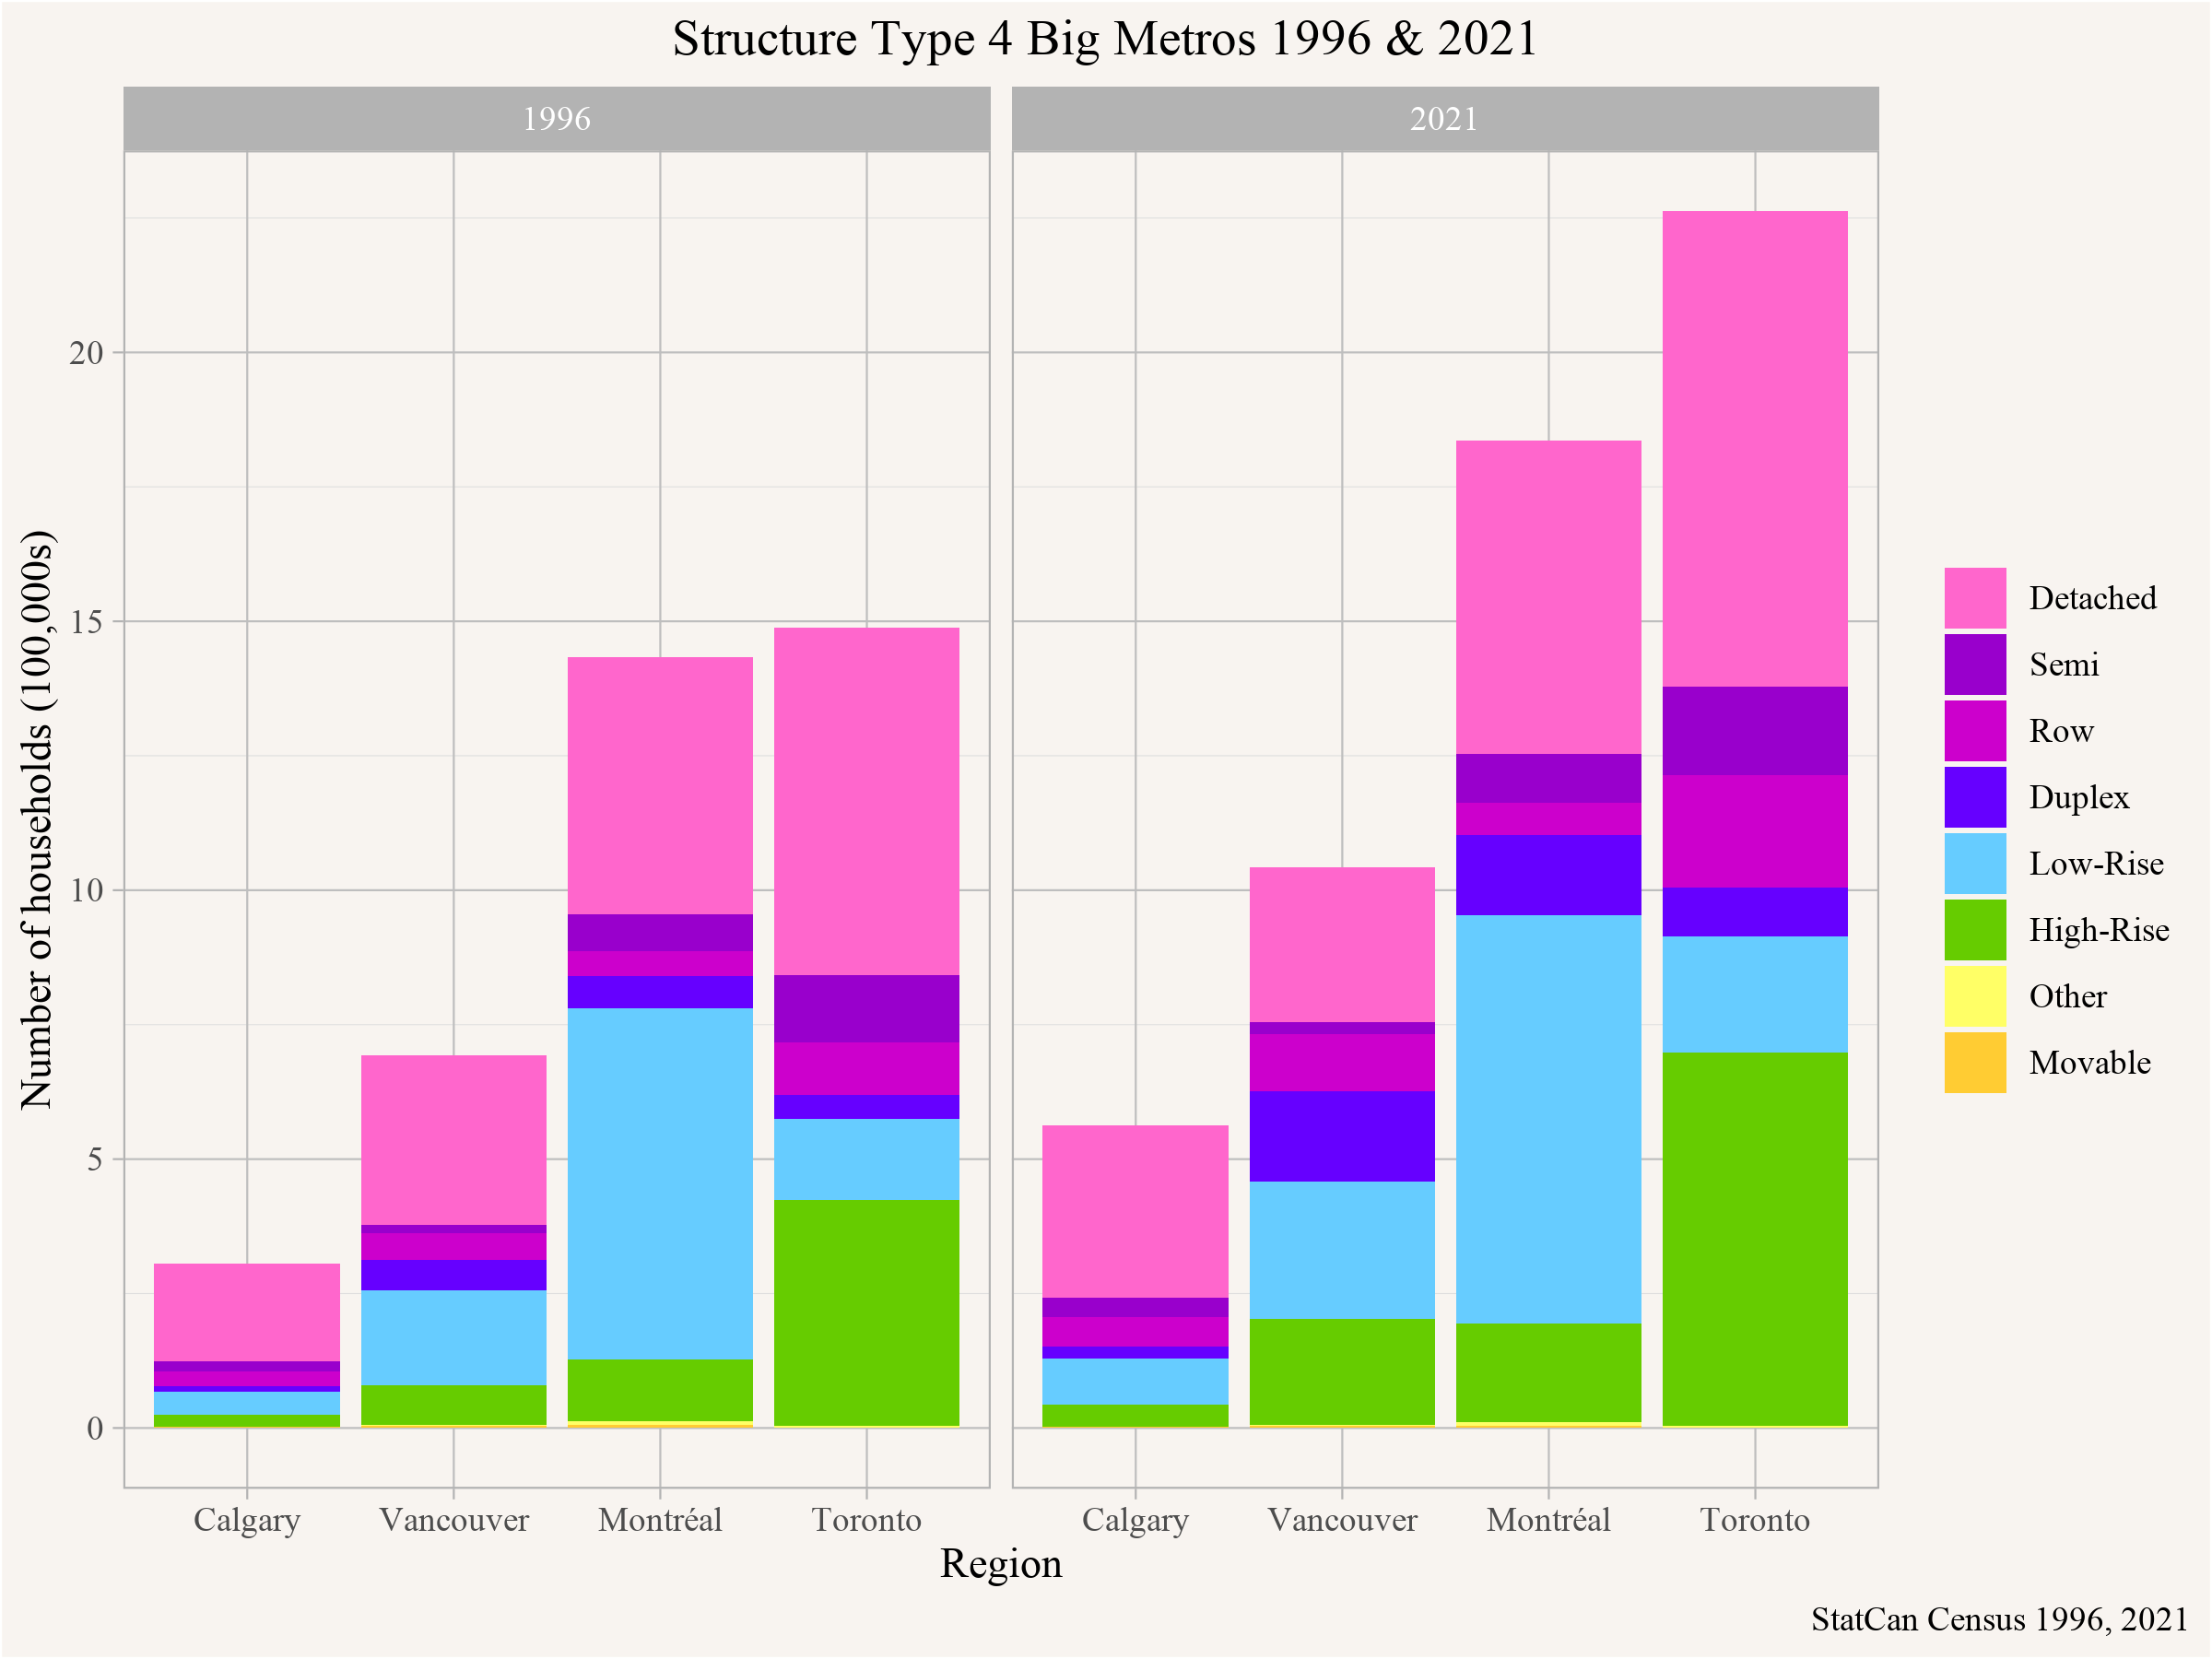 Structure Type 4 Big Metros 1996 & 2021
1996
2021
Number of households (100,000s)
20
15
10
5
0
Calgary
Vancouver
Montréal
Toronto
Calgary
Vancouver
Montréal
Toronto
Region
Detached
Semi
Row
Duplex
Low-Rise
High-Rise
Other
Movable
StatCan Census 1996, 2021